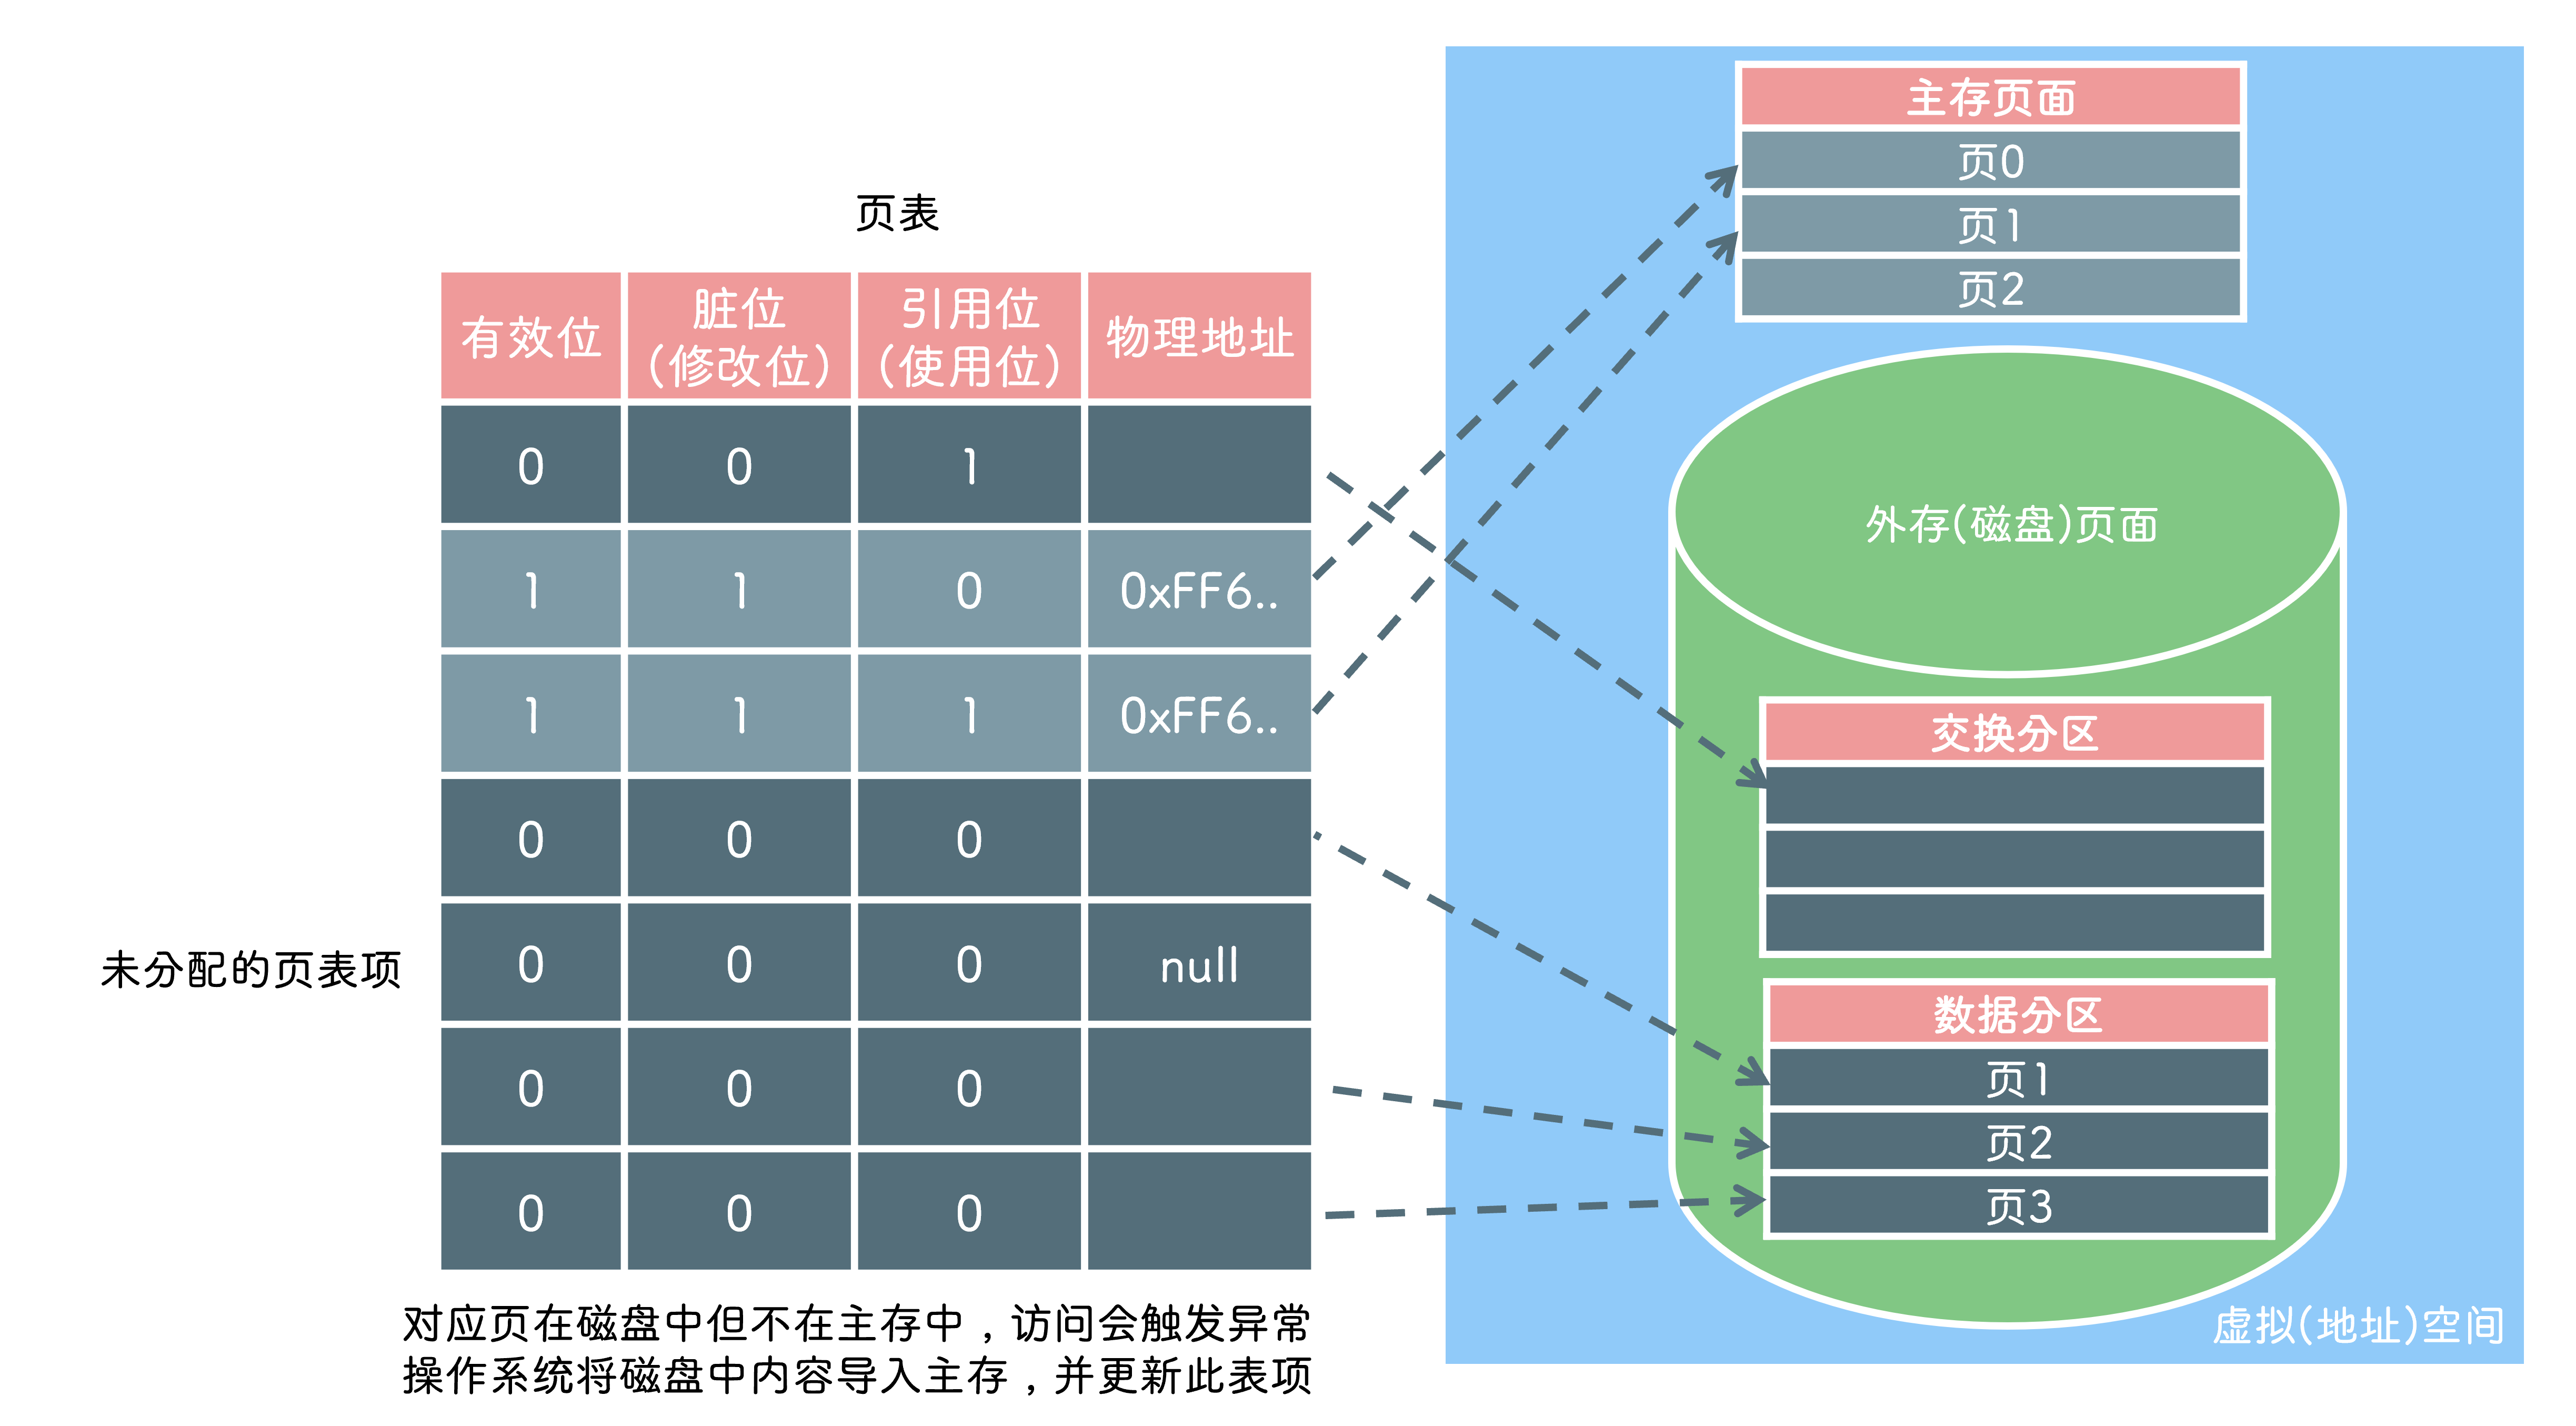 页表
有效位 脏位 引用位 物理地址
(修改位) (使用位)
0 0 1
1 1 0 0xFF6..
1 1 1 0xFF6..
0 0 0
未分配的页表项 0 0 0 null
0 0 0
0 0 0
对应页在磁盘中但不在主存中，访问会触发异常
操作系统将磁盘中内容导入主存，并更新此表项
主存页面
页0
页1
页2
外存(磁盘)页面
交换分区
数据分区
页1
页2
页3
虚拟(地址)空间